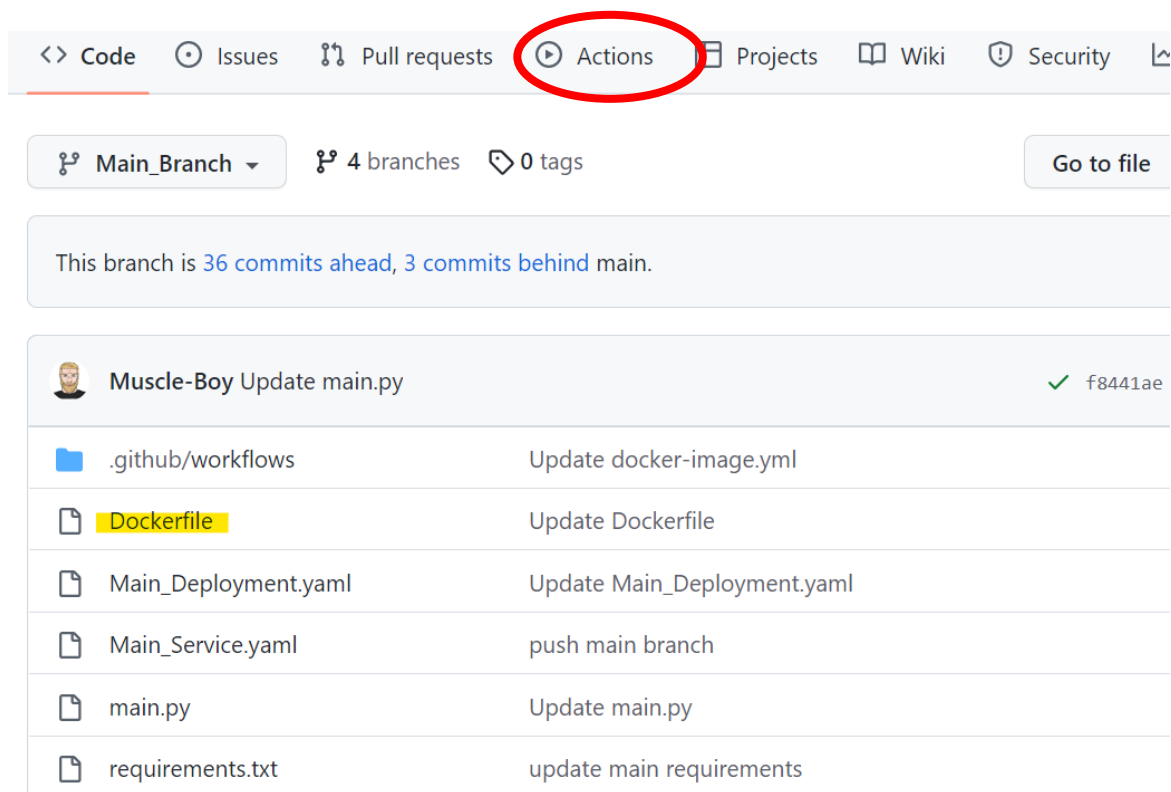 Code Issues Pull requests Actions Projects Wiki Security
Main_Branch 4 branches 0 tags Go to file
This branch is 36 commits ahead, 3 commits behind main.
Muscle-Boy Update main.py f8441ae
.github/workflows Update docker-image.yml
Dockerfile Update Dockerfile
Main_Deployment.yaml Update Main_Deployment.yaml
Main_Service.yaml push main branch
main.py Update main.py
requirements.txt update main requirements